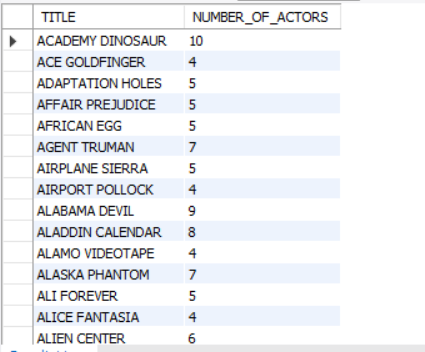 TITLE NUMBER_OF_ACTORS
ACADEMY DINOSAUR 10
ACE GOLDFINGER 4
ADAPTATION HOLES 5
AFFAIR PREJUDICE 5
AFRICAN EGG 5
AGENT TRUMAN 7
AIRPLANE SIERRA 5
AIRPORT POLLOCK 4
ALABAMA DEVIL 9
ALADDIN CALENDAR 8
ALAMO VIDEOTAPE 4
ALASKA PHANTOM 7
ALI FOREVER 5
ALICE FANTASIA 4
ALIEN CENTER 6